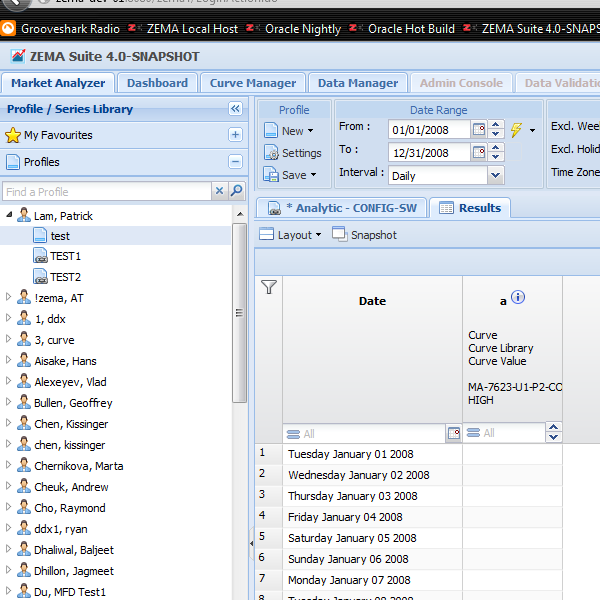 Grooveshark Radio ZEMA Local Host Oracle Nightly Oracle Hot Build ZEMA Suite 4.0-SNAPS
ZEMA Suite 4.0-SNAPSHOT
Market Analyzer Dashboard Curve Manager Data Manager Admin Console Data Validatio
Profile / Series Library
My Favourites
Profiles
Find a Profile
Lam, Patrick
test
TEST1
TEST2
!zema, AT
1, ddx
3, curve
Aisake, Hans
Alexeyev, Vlad
Bullen, Geoffrey
Chen, Kissinger
chen, kissinger
Chernikova, Marta
Cheuk, Andrew
Cho, Raymond
ddx1, ryan
Dhaliwal, Baljeet
Dhillon, Jagmeet
Du, MFD Test1
Profile
New
Settings
Save
Date Range
From : 01/01/2008
To : 12/31/2008
Interval : Daily
Excl. Wee
Excl. Holid
Time Zone
* Analytic - CONFIG-SW Results
Layout Snapshot
Date
a
Curve
Curve Library
Curve Value
MA-7623-U1-P2-CO
HIGH
All All
1 Tuesday January 01 2008
2 Wednesday January 02 2008
3 Thursday January 03 2008
4 Friday January 04 2008
5 Saturday January 05 2008
6 Sunday January 06 2008
7 Monday January 07 2008
8 Tuesday January 08 2008